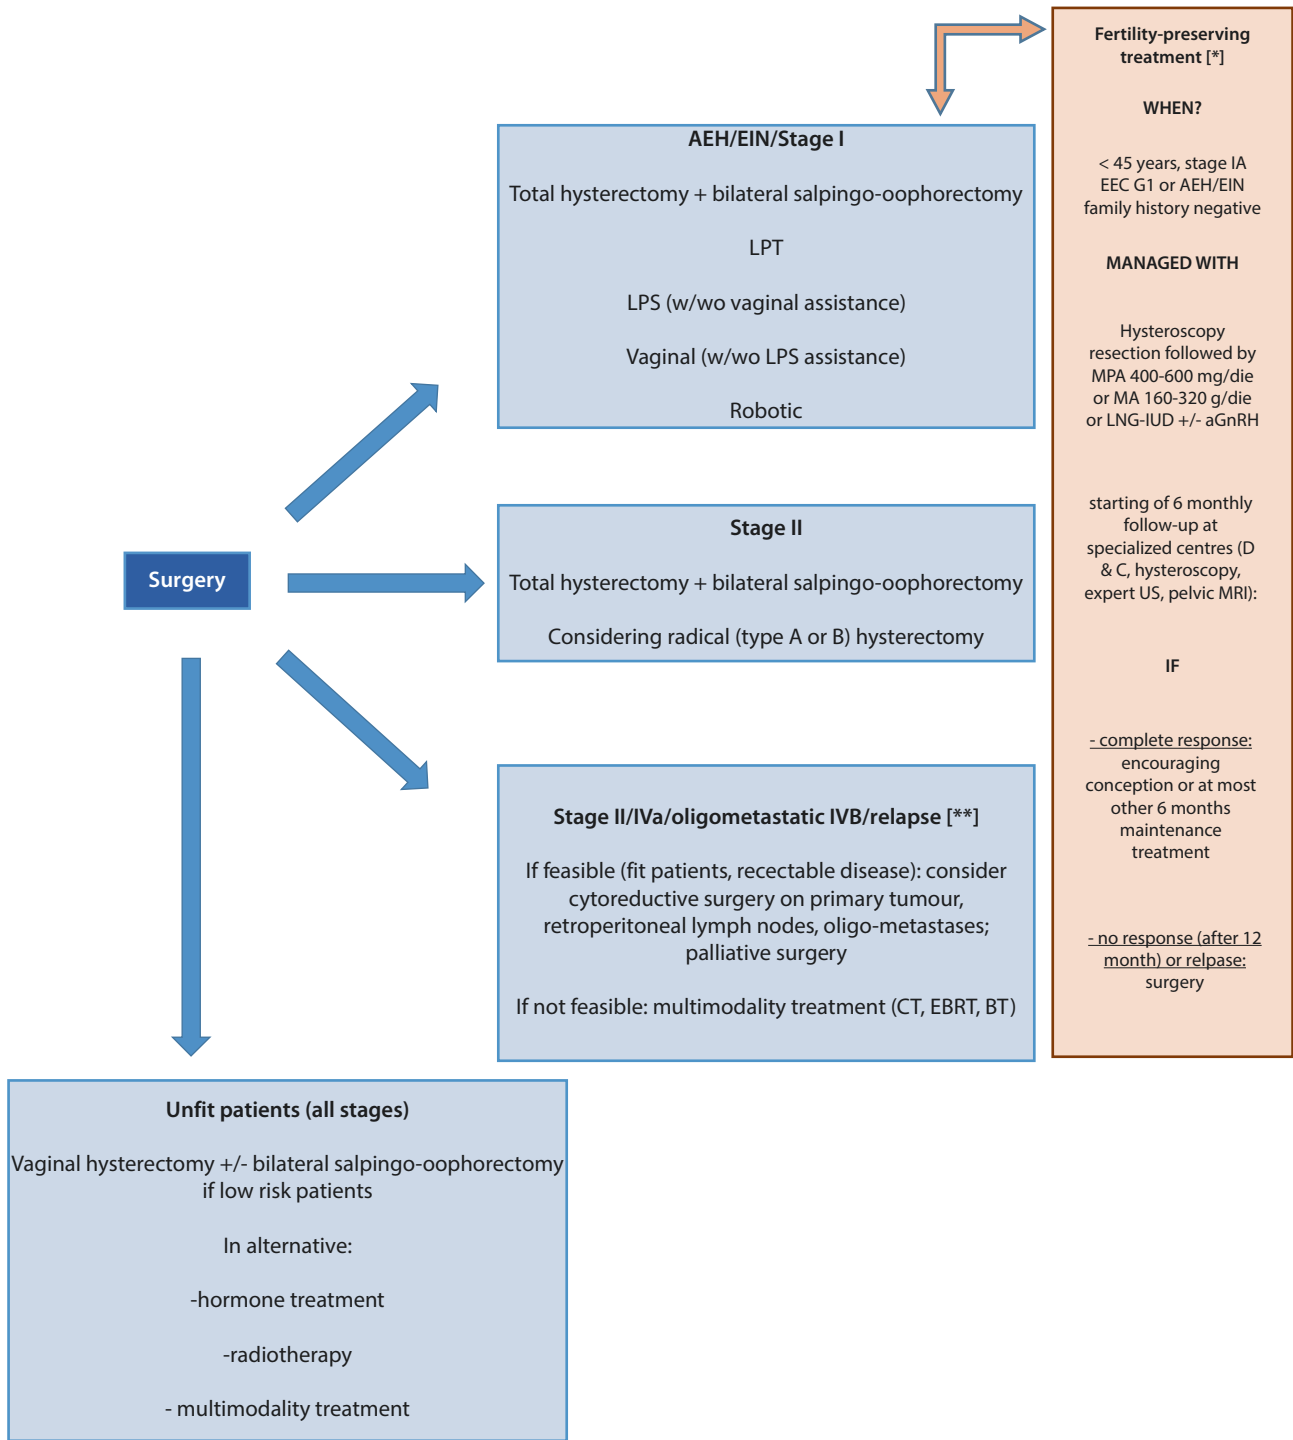 Fertility-preserving
treatment [*]
WHEN?
< 45 years, stage IA
EEC G1 or AEH/EIN
family history negative
MANAGED WITH
Hysteroscopy
resection followed by
MPA 400-600 mg/die
or MA 160-320 g/die
or LNG-IUD +/- aGnRH
starting of 6 monthly
follow-up at
specialized centres (D
& C, hysteroscopy,
expert US, pelvic MRI):
IF
- complete response:
encouraging
conception or at most
other 6 months
maintenance
treatment
- no response (after 12
month) or relpase:
surgery
AEH/EIN/Stage I
Total hysterectomy + bilateral salpingo-oophorectomy
LPT
LPS (w/wo vaginal assistance)
Vaginal (w/wo LPS assistance)
Robotic
Surgery
Stage II
Total hysterectomy + bilateral salpingo-oophorectomy
Considering radical (type A or B) hysterectomy
Stage II/IVa/oligometastatic IVB/relapse [**]
If feasible (fit patients, recectable disease): consider
cytoreductive surgery on primary tumour,
retroperitoneal lymph nodes, oligo-metastases;
palliative surgery
If not feasible: multimodality treatment (CT, EBRT, BT)
Unfit patients (all stages)
Vaginal hysterectomy +/- bilateral salpingo-oophorectomy
if low risk patients
In alternative:
-hormone treatment
-radiotherapy
- multimodality treatment